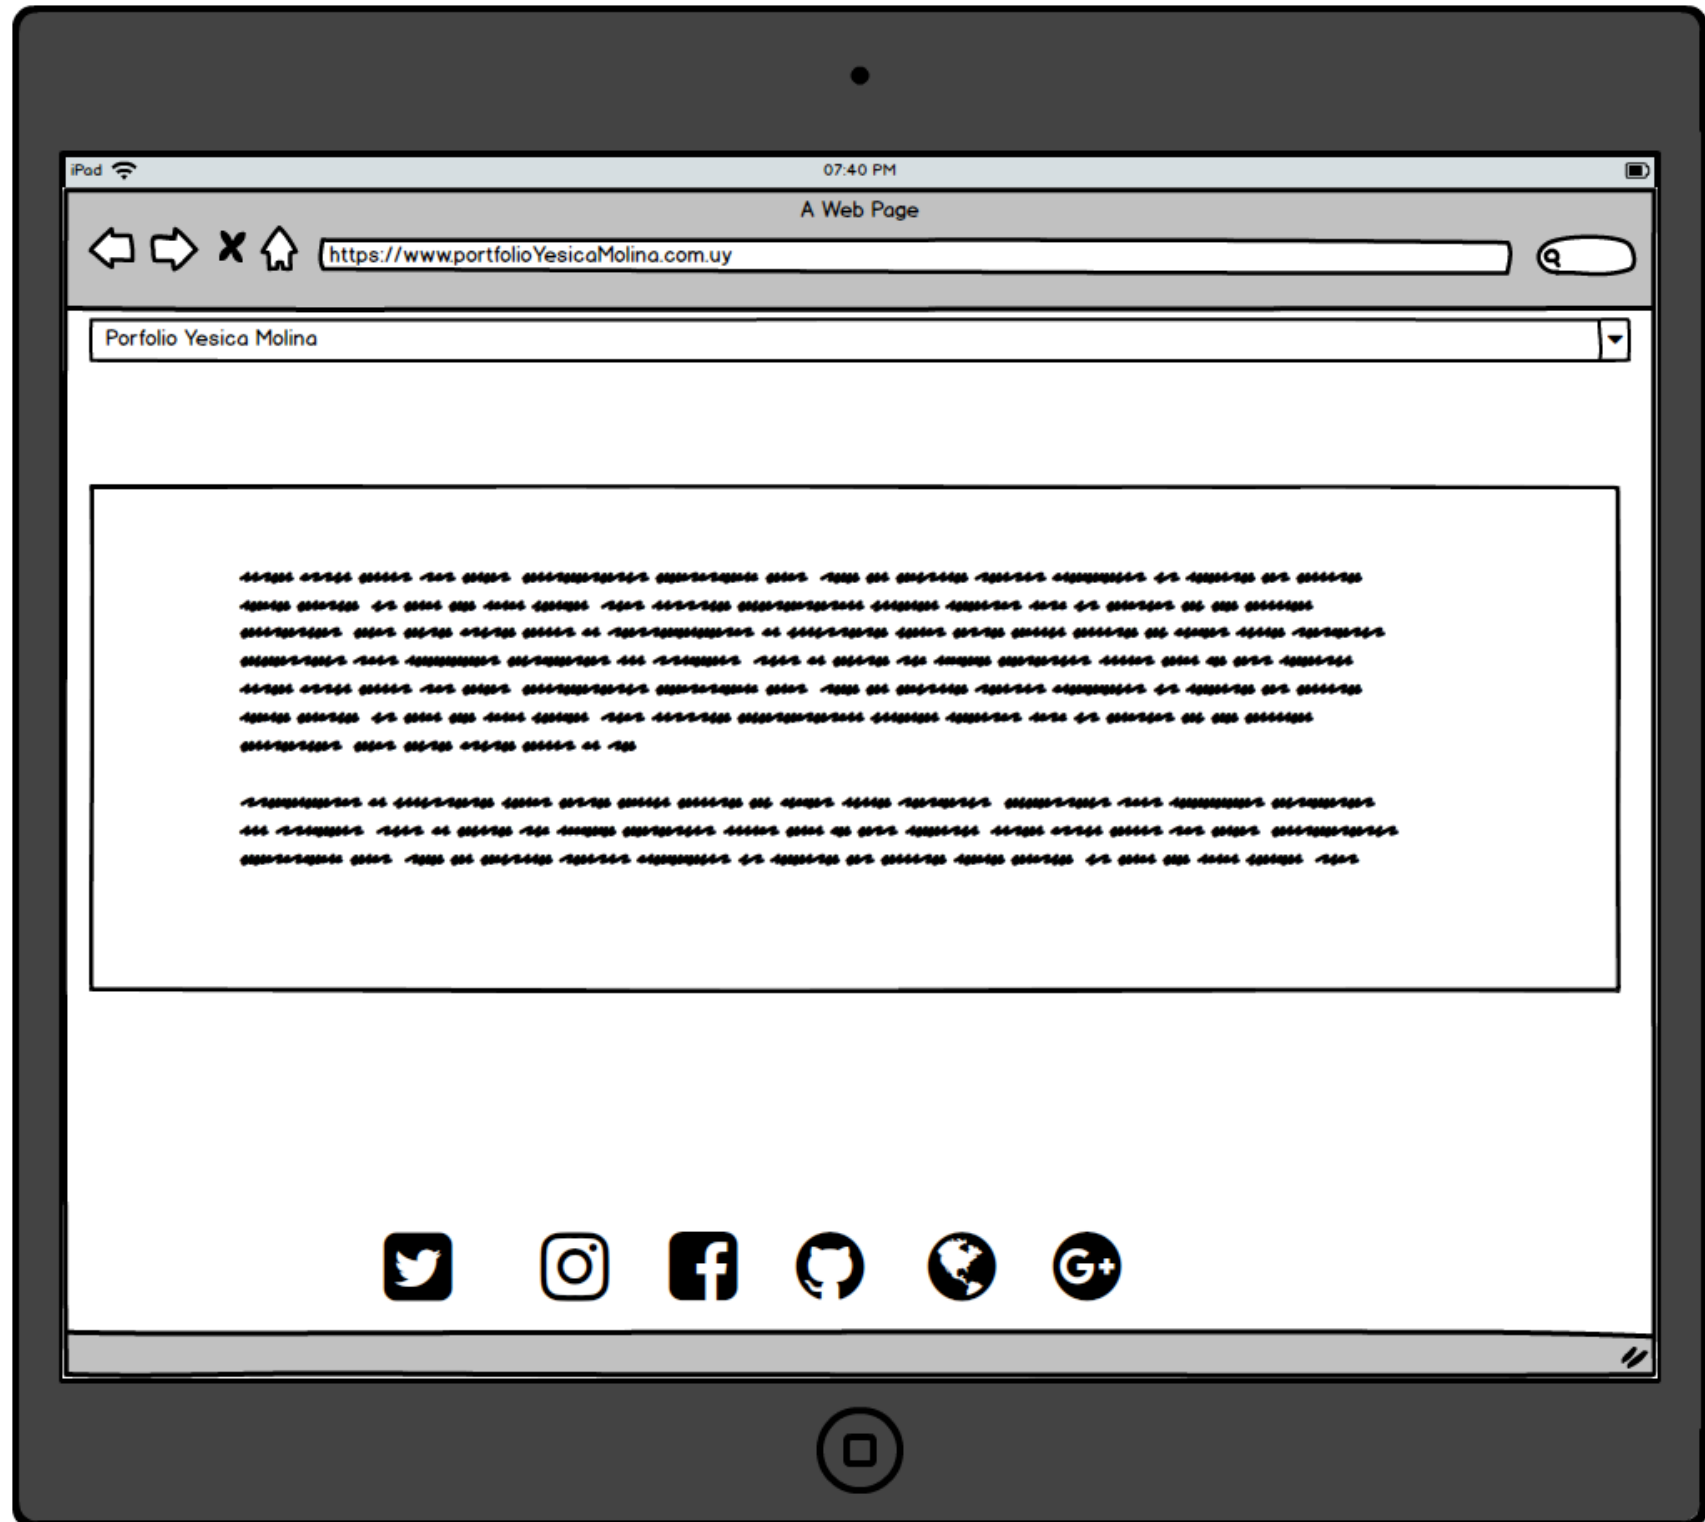 iPad
07:40 PM
A Web Page
https://www.portfolioYesicaMolina.com.uy
Porfolio Yesica Molina